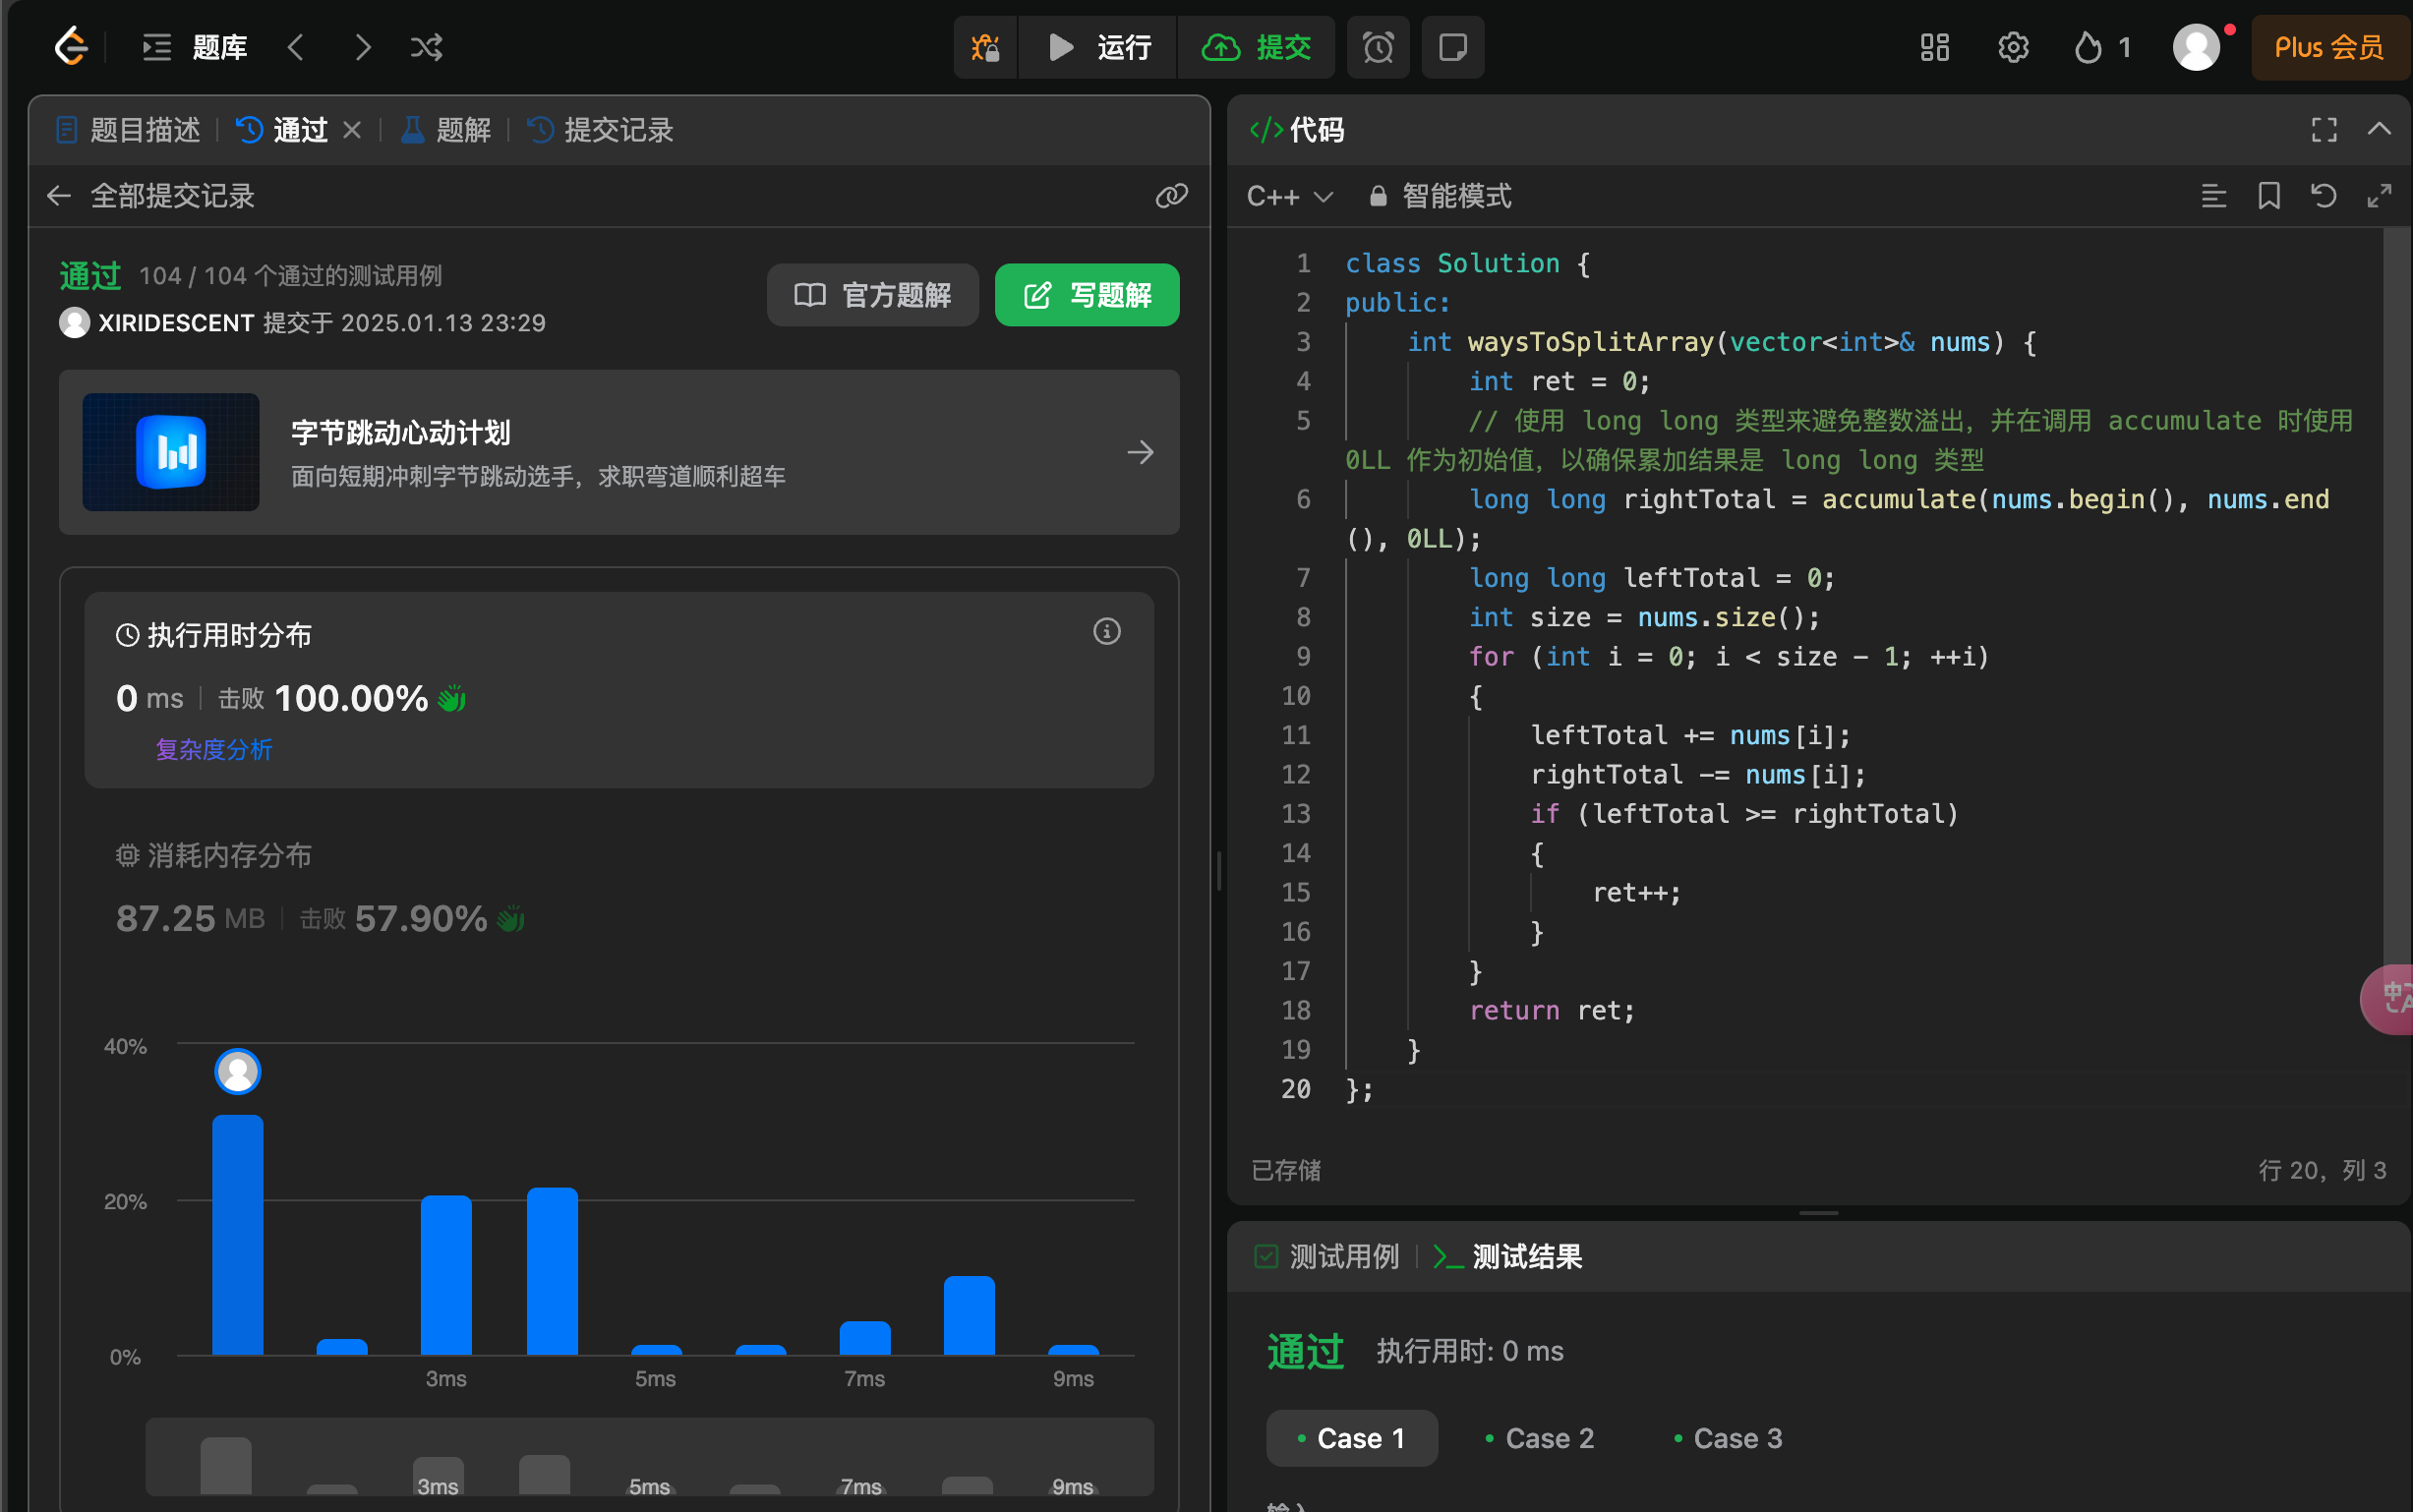 题库
运行
提交
1
Plus 会员
题目描述
通过
题解
提交记录
全部提交记录
通过 104 / 104 个通过的测试用例
XIRIDESCENT 提交于 2025.01.13 23:29
官方题解
写题解
字节跳动心动计划
面向短期冲刺字节跳动选手，求职弯道顺利超车
执行用时分布
0 ms 击败 100.00%
复杂度分析
消耗内存分布
87.25 MB 击败 57.90%
40%
20%
0%
3ms 5ms 7ms 9ms
3ms 5ms 7ms 9ms
</> 代码
C++ 智能模式
1 class Solution {
2 public:
3 int waysToSplitArray(vector<int>& nums) {
4 int ret = 0;
5 // 使用 long long 类型来避免整数溢出，并在调用 accumulate 时使用
0LL 作为初始值，以确保累加结果是 long long 类型
6 long long rightTotal = accumulate(nums.begin(), nums.end
(), 0LL);
7 long long leftTotal = 0;
8 int size = nums.size();
9 for (int i = 0; i < size - 1; ++i)
10 {
11 leftTotal += nums[i];
12 rightTotal -= nums[i];
13 if (leftTotal >= rightTotal)
14 {
15 ret++;
16 }
17 }
18 return ret;
19 }
20 };
已存储
行 20，列 3
测试用例
测试结果
通过 执行用时: 0 ms
Case 1
Case 2
Case 3